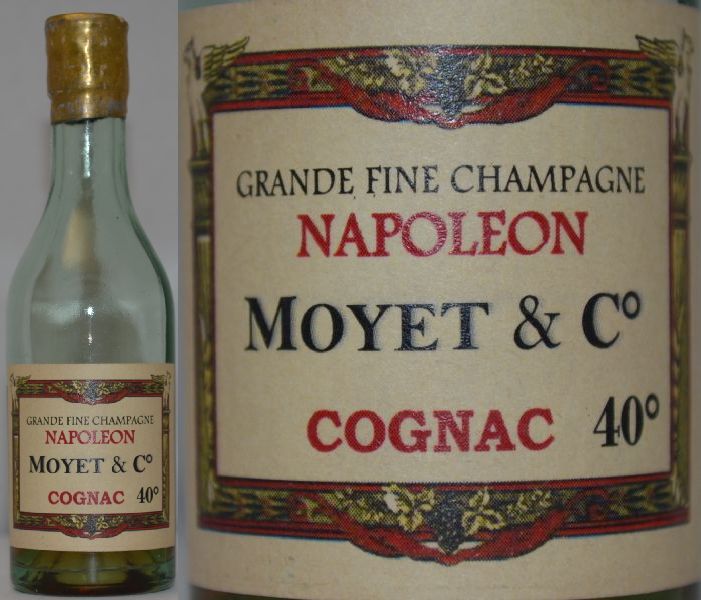 GRANDE FINE CHAMPAGNE
NAPOLEON
MOYET & Cº
COGNAC 40º
GRANDE FINE CHAMPAGNE
NAPOLEON
MOYET & Cº
COGNAC 40º